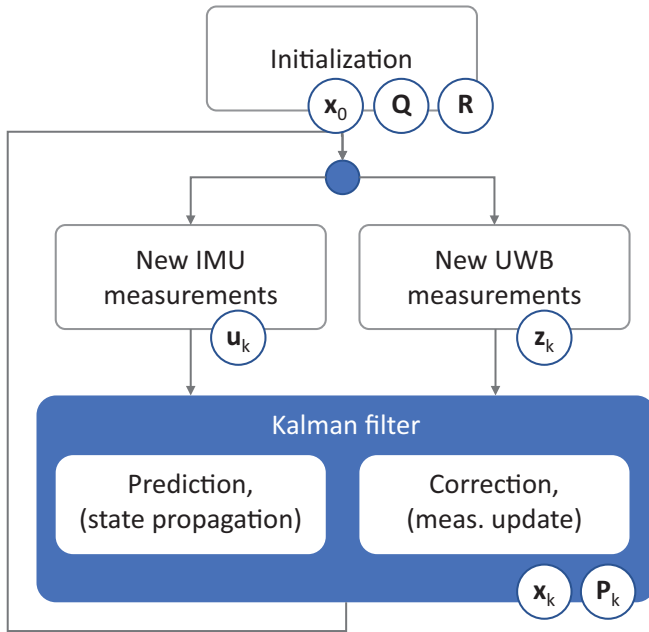 Initialization
x0 Q R
New IMU
measurements
uk
New UWB
measurements
zk
Kalman filter
Prediction,
(state propagation)
Correction,
(meas. update)
xk Pk